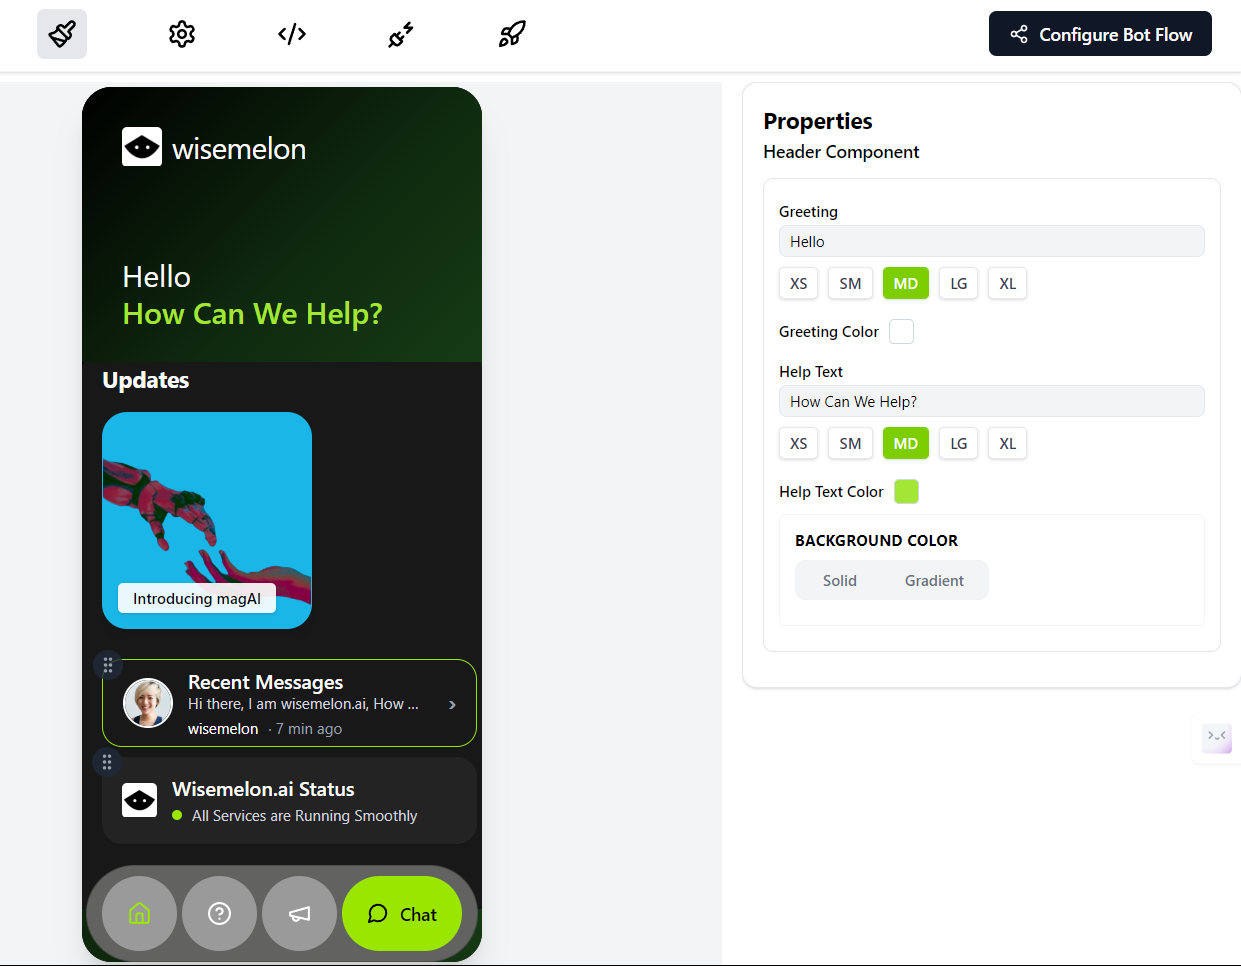 Configure Bot Flow
wisemelon
Hello
How Can We Help?
Updates
Introducing magAI
Recent Messages
Hi there, I am wisemelon.ai, How ...
wisemelon · 7 min ago
Wisemelon.ai Status
All Services are Running Smoothly
Chat
Properties
Header Component
Greeting
Hello
XS SM MD LG XL
Greeting Color
Help Text
How Can We Help?
XS SM MD LG XL
Help Text Color
BACKGROUND COLOR
Solid Gradient